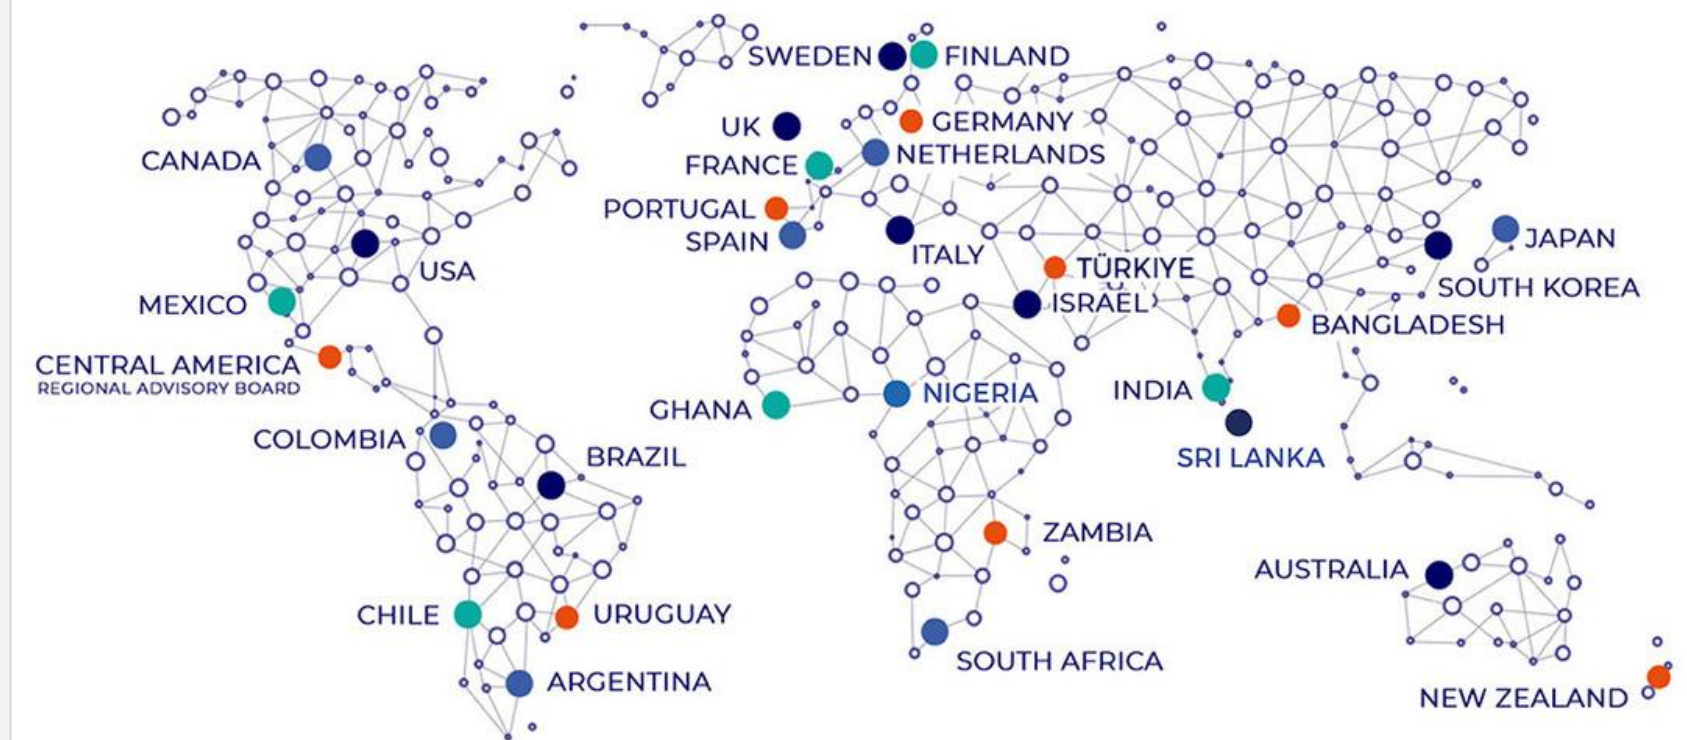 SWEDEN
FINLAND
UK
GERMANY
CANADA
FRANCE
NETHERLANDS
PORTUGAL
SPAIN
ITALY
JAPAN
USA
TÜRKIYE
SOUTH KOREA
MEXICO
ISRAEL
BANGLADESH
CENTRAL AMERICA
REGIONAL ADVISORY BOARD
GHANA
NIGERIA
INDIA
COLOMBIA
BRAZIL
SRI LANKA
ZAMBIA
AUSTRALIA
CHILE
URUGUAY
SOUTH AFRICA
ARGENTINA
NEW ZEALAND